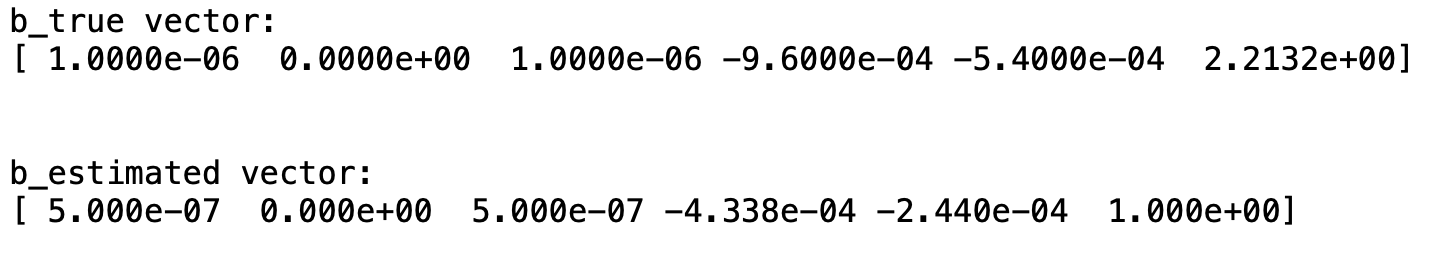 b_true vector:
[ 1.0000e-06  0.0000e+00  1.0000e-06 -9.6000e-04 -5.4000e-04  2.2132e+00]
b_estimated vector:
[ 5.000e-07  0.000e+00  5.000e-07 -4.338e-04 -2.440e-04  1.000e+00]